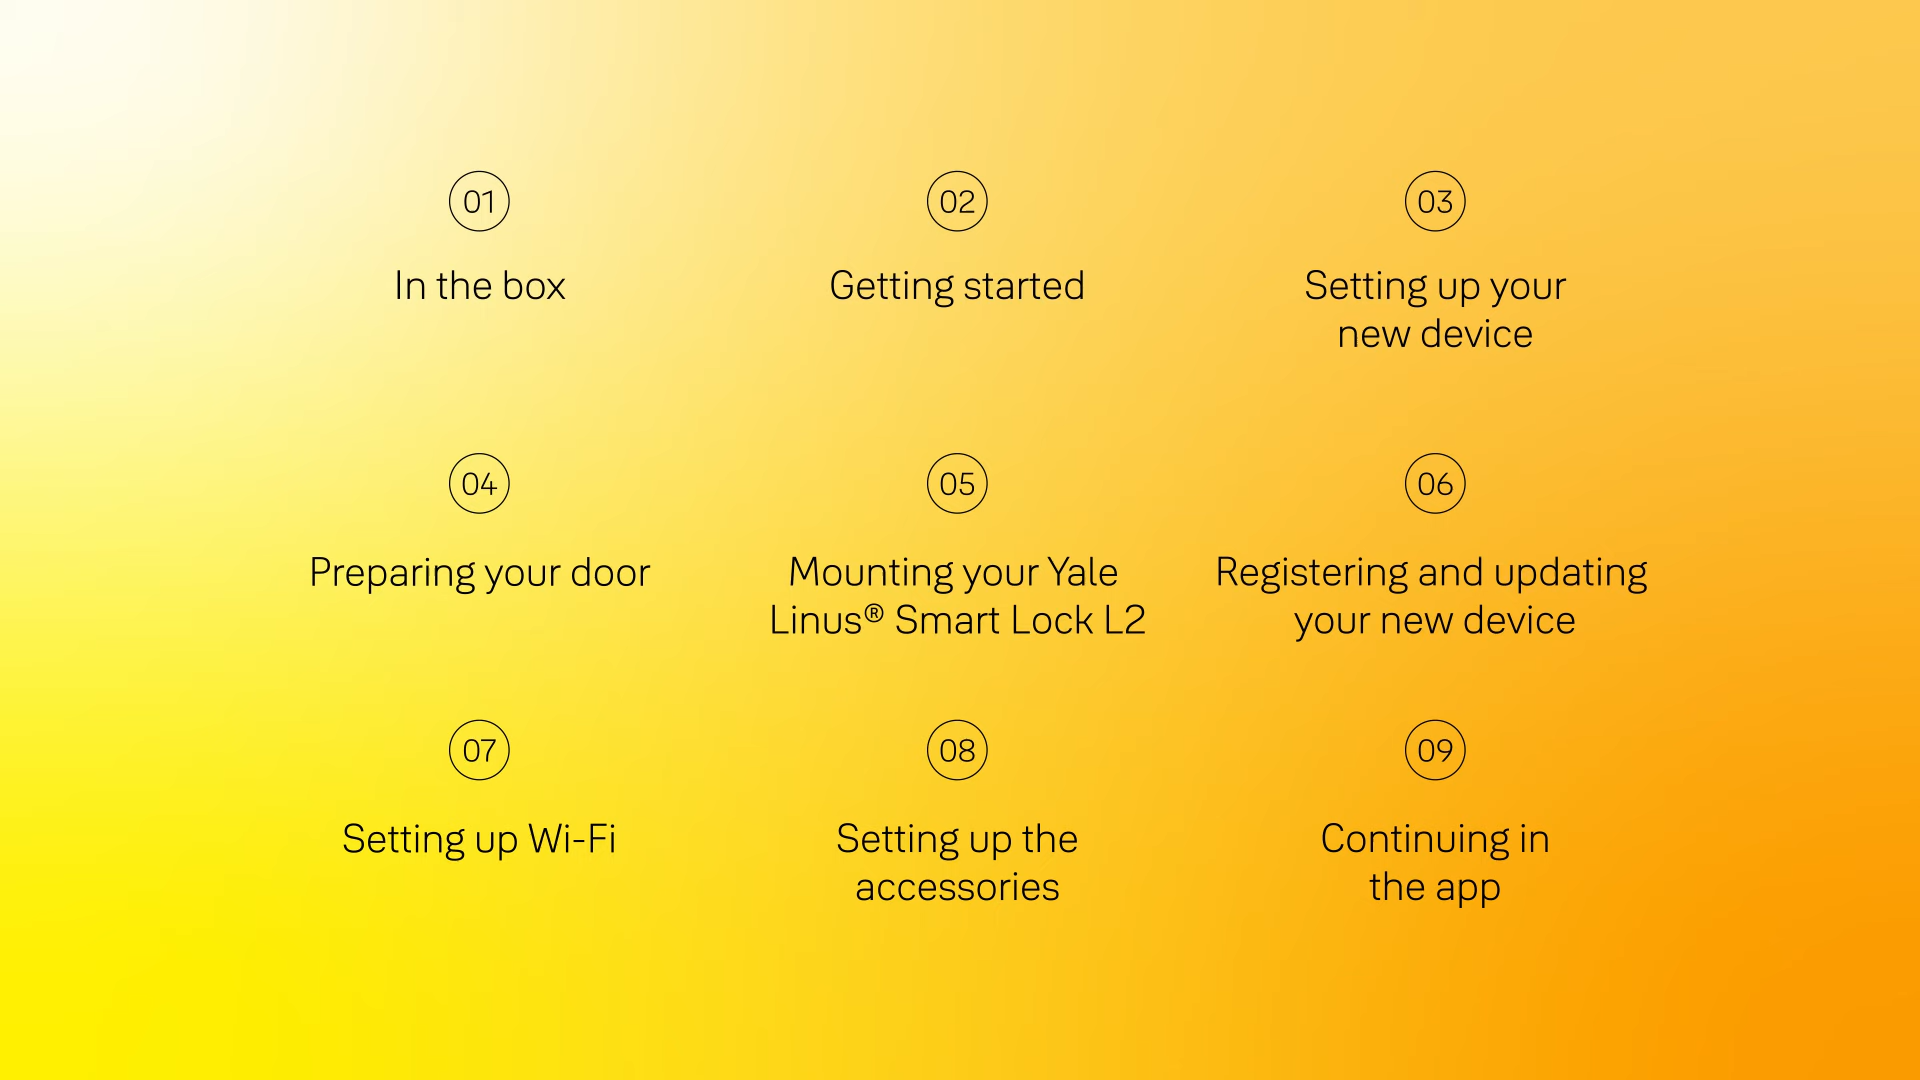 01
In the box
02
Getting started
03
Setting up your
new device
04
Preparing your door
05
Mounting your Yale
Linus® Smart Lock L2
06
Registering and updating
your new device
07
Setting up Wi-Fi
08
Setting up the
accessories
09
Continuing in
the app